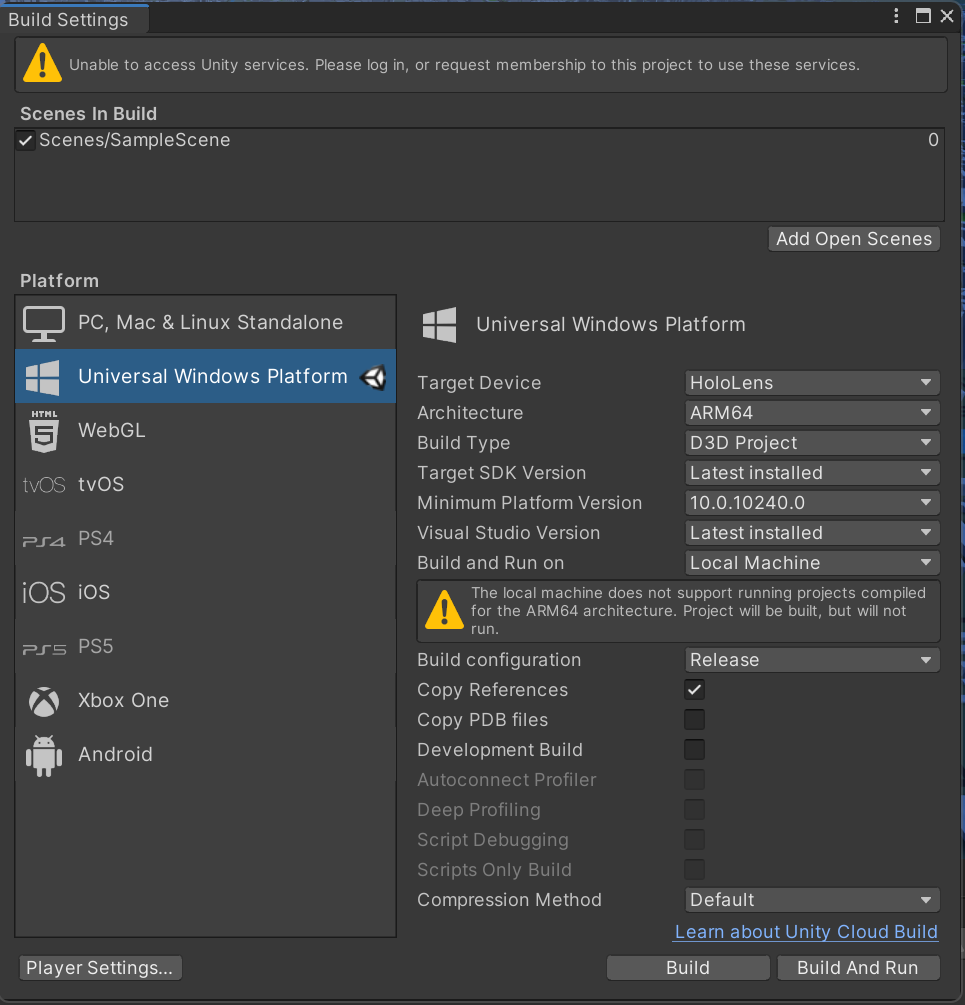 Build Settings
Unable to access Unity services. Please log in, or request membership to this project to use these services.
Scenes In Build
Scenes/SampleScene 0
Add Open Scenes
Platform
PC, Mac & Linux Standalone
Universal Windows Platform
HTML
5
WebGL
tvOS tvOS
PS4 PS4
iOS iOS
PS5 PS5
Xbox One
Android
Universal Windows Platform
Target Device HoloLens
Architecture ARM64
Build Type D3D Project
Target SDK Version Latest installed
Minimum Platform Version 10.0.10240.0
Visual Studio Version Latest installed
Build and Run on Local Machine
The local machine does not support running projects compiled
for the ARM64 architecture. Project will be built, but will not
run.
Build configuration Release
Copy References
Copy PDB files
Development Build
Autoconnect Profiler
Deep Profiling
Script Debugging
Scripts Only Build
Compression Method Default
Learn about Unity Cloud Build
Player Settings...
Build
Build And Run